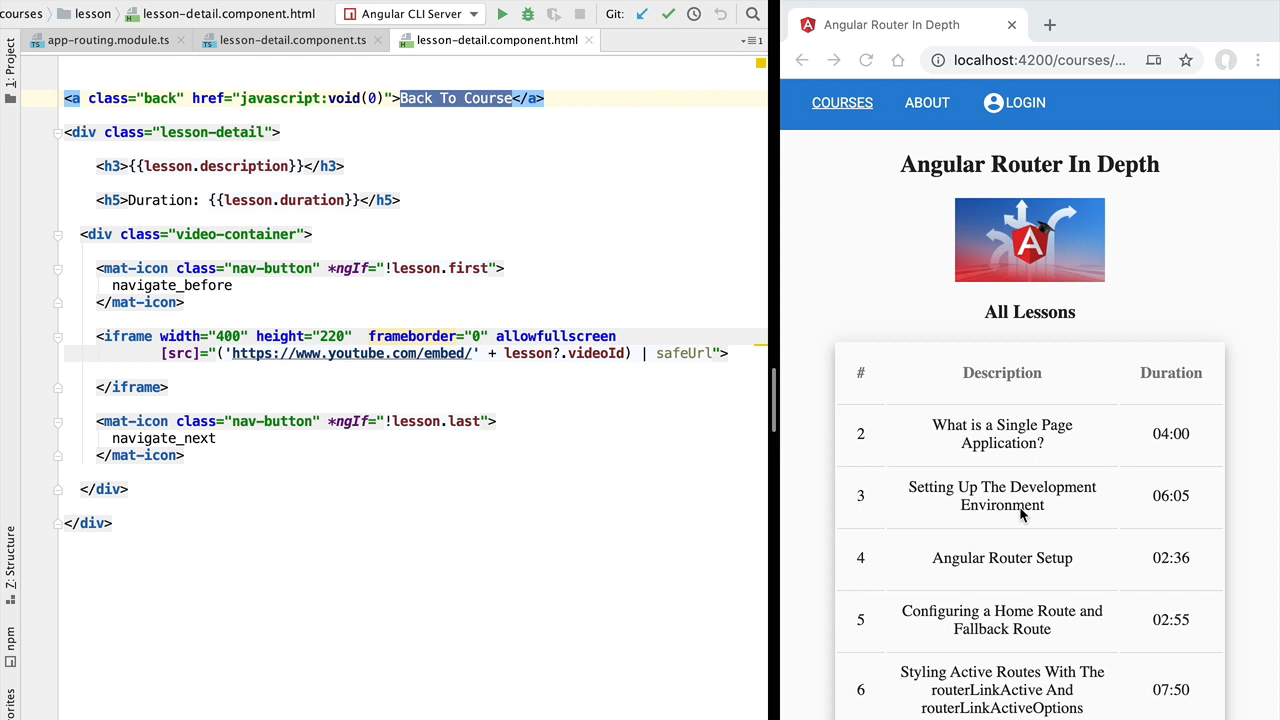 courses
lesson
lesson-detail.component.html
Angular CLI Server
Git:
app-routing.module.ts
lesson-detail.component.ts
lesson-detail.component.html
1
1: Project
Z: Structure
npm
orites
<a class="back" href="javascript:void(0)">Back To Course</a>
<div class="lesson-detail">
<h3>{{lesson.description}}</h3>
<h5>Duration: {{lesson.duration}}</h5>
<div class="video-container">
<mat-icon class="nav-button" *ngIf="!lesson.first">
navigate_before
</mat-icon>
<iframe width="400" height="220" frameborder="0" allowfullscreen
[src]="('https://www.youtube.com/embed/' + lesson?.videoId) | safeUrl">
</iframe>
<mat-icon class="nav-button" *ngIf="!lesson.last">
navigate_next
</mat-icon>
</div>
</div>
Angular Router In Depth
localhost:4200/courses/...
COURSES
ABOUT
LOGIN
Angular Router In Depth
A
All Lessons
# Description Duration
2 What is a Single Page Application? 04:00
3 Setting Up The Development Environment 06:05
4 Angular Router Setup 02:36
5 Configuring a Home Route and Fallback Route 02:55
6 Styling Active Routes With The routerLinkActive And routerLinkActiveOptions 07:50